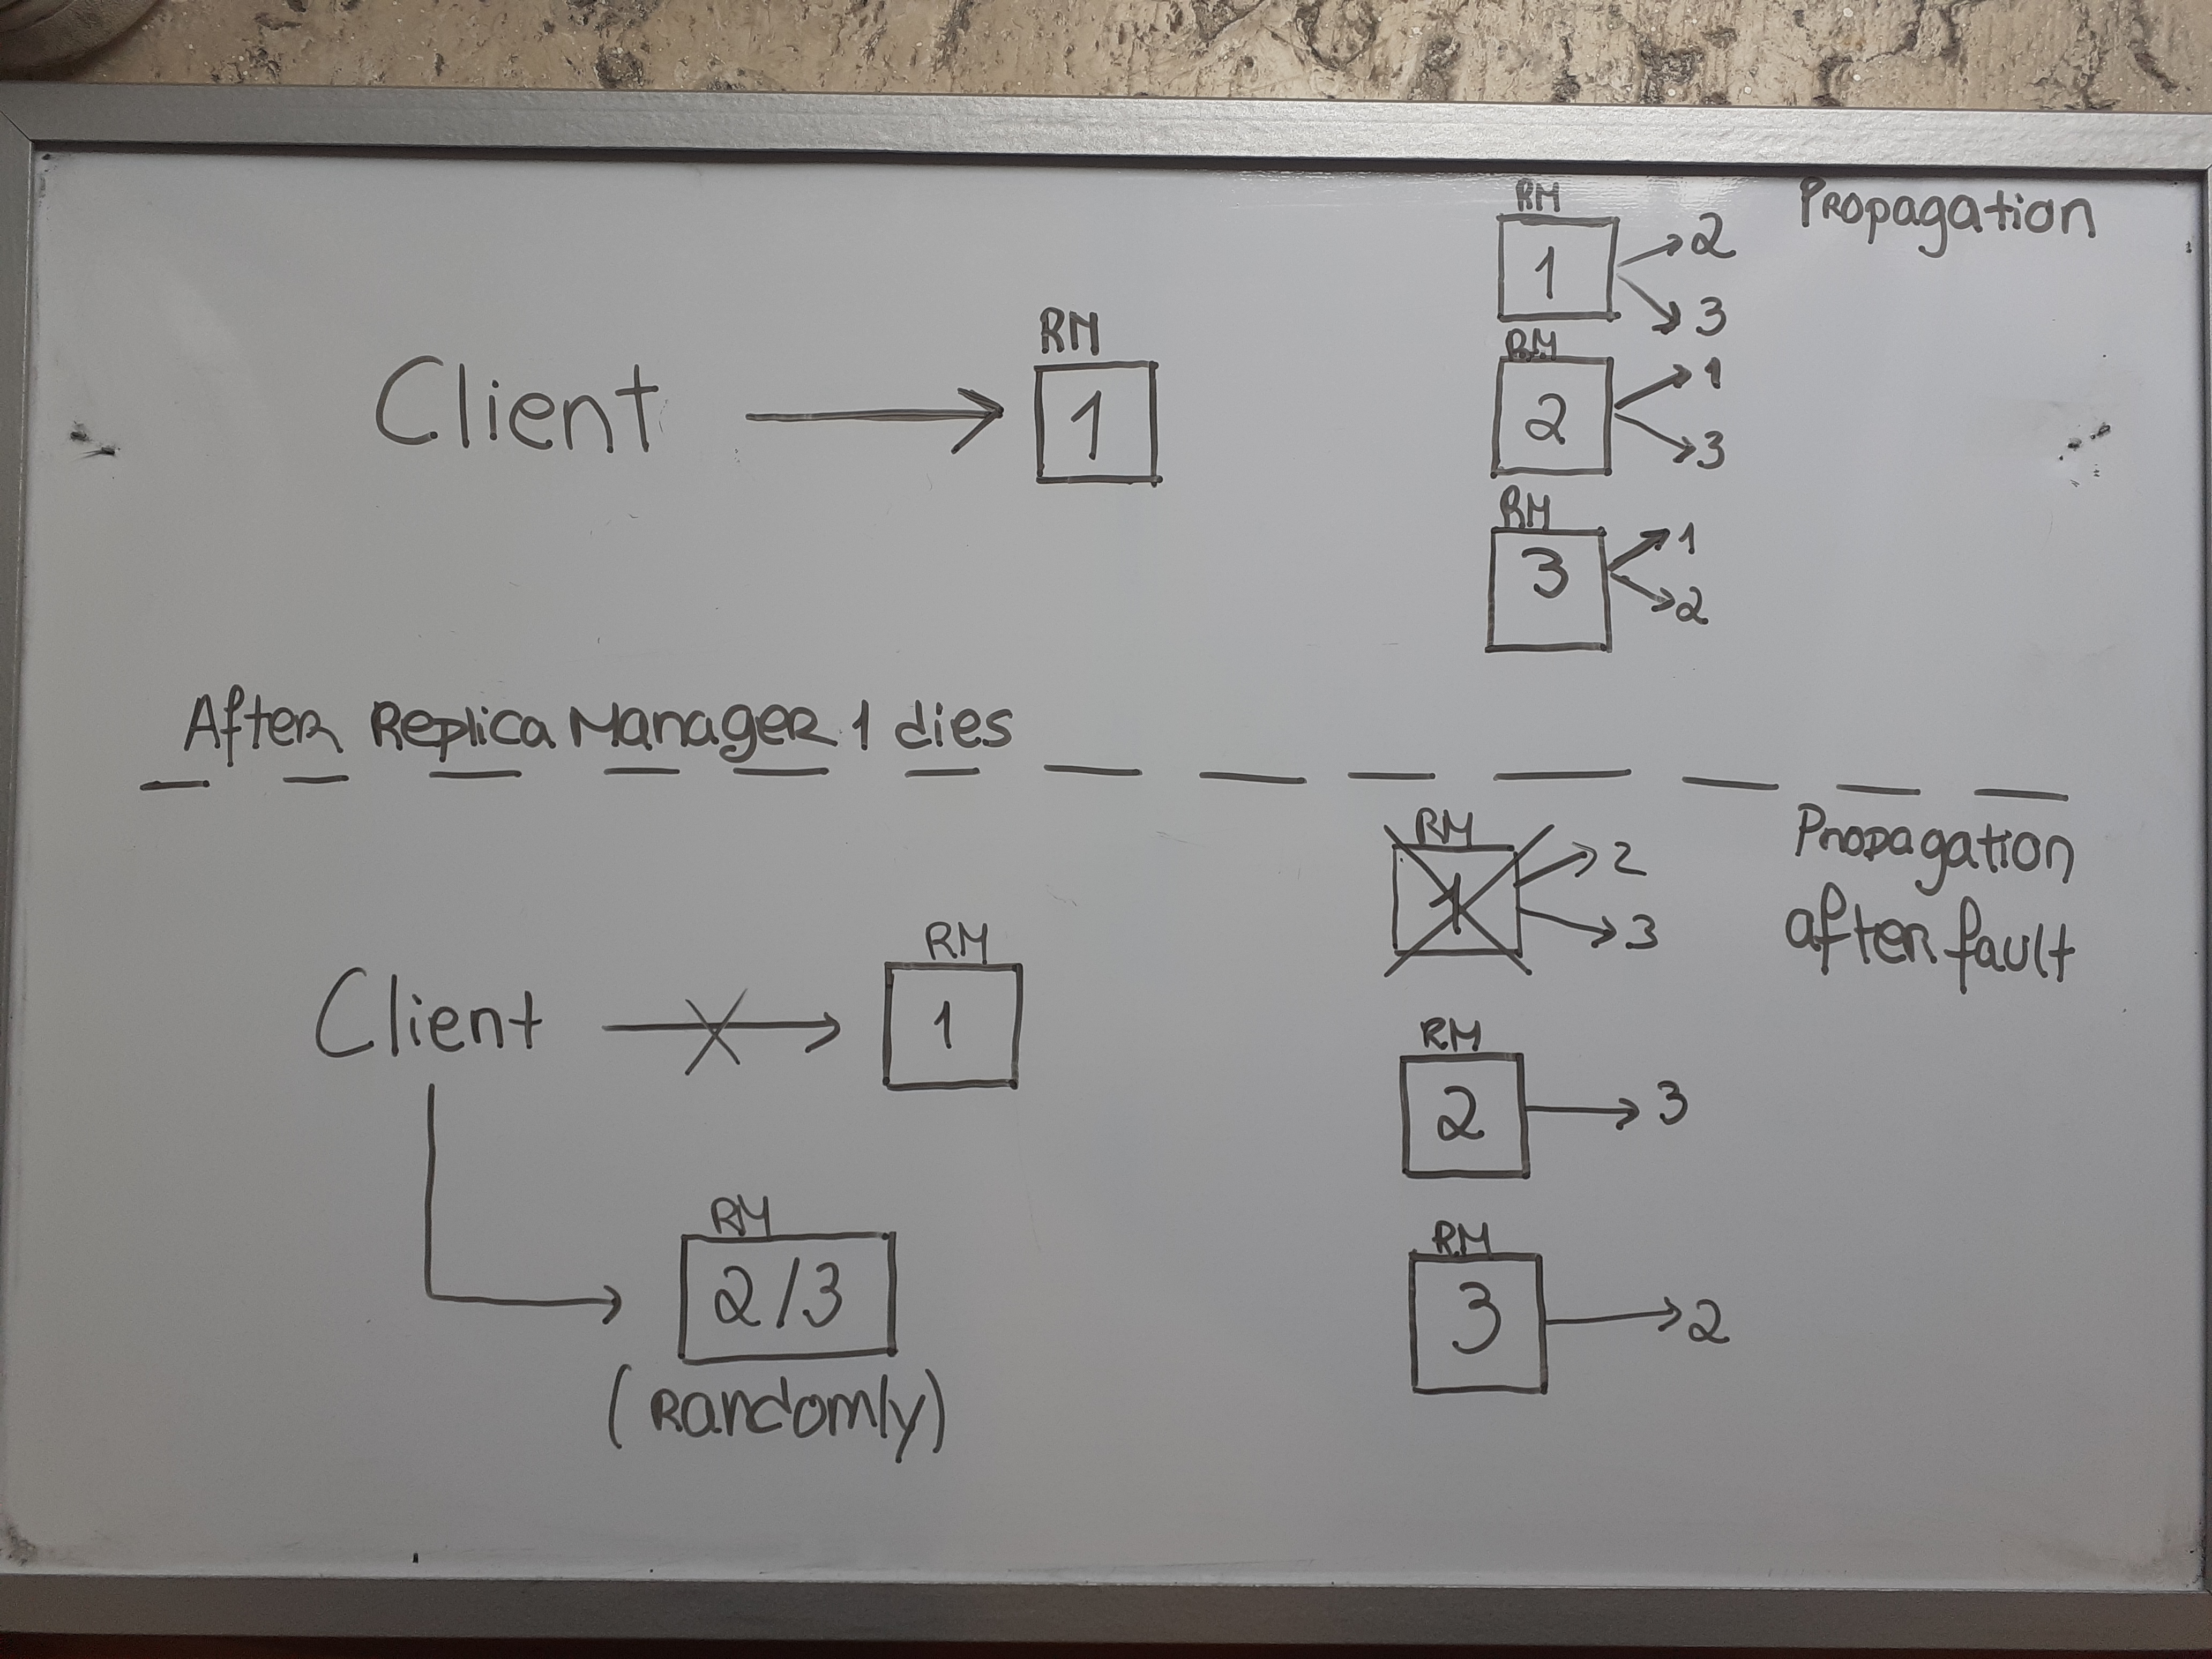 Propagation
RM
1
2
3
Client
RM
1
RM
2
1
3
RM
3
1
2
After Replica Manager 1 dies
Propagation
after fault
RM
1
2
3
Client
RM
1
RM
2
3
RM
2/3
(Randomly)
RM
3
2